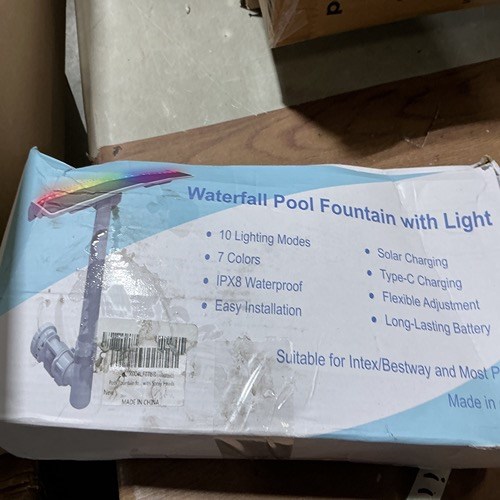 Waterfall Pool Fountain with Light
• 10 Lighting Modes
• 7 Colors
• IPX8 Waterproof
• Easy Installation
• Solar Charging
• Type-C Charging
• Flexible Adjustment
• Long-Lasting Battery
Suitable for Intex/Bestway and Most P
Made in
New
MADE IN CHINA